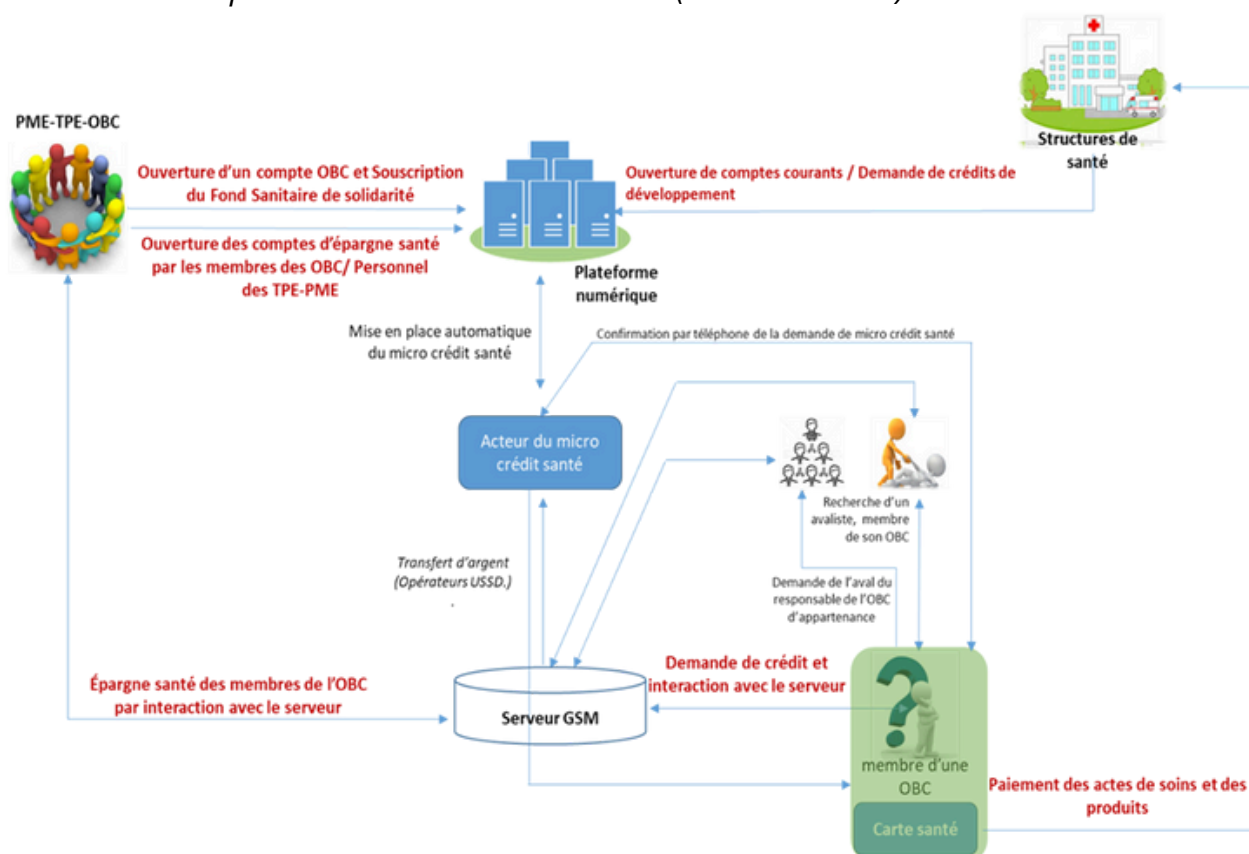 PME-TPE-OBC
Ouverture d'un compte OBC et Souscription
du Fond Sanitaire de solidarité
Ouverture des comptes d'épargne santé
par les membres des OBC/ Personnel
des TPE-PME
Ouverture de comptes courants / Demande de crédits de
développement
Structures de
santé
Plateforme
numérique
Mise en place automatique
du micro crédit santé
Confirmation par téléphone de la demande de micro crédit santé
Acteur du micro
crédit santé
Recherche d'un
avaliste, membre
de son OBC
Transfert d'argent
(Opérateurs USSD.)
.
Demande de l'aval du
responsable de l'OBC
d'appartenance
Épargne santé des membres de l'OBC
par interaction avec le serveur
Serveur GSM
Demande de crédit et
interaction avec le serveur
membre d'une
OBC
Carte santé
Paiement des actes de soins et des
produits